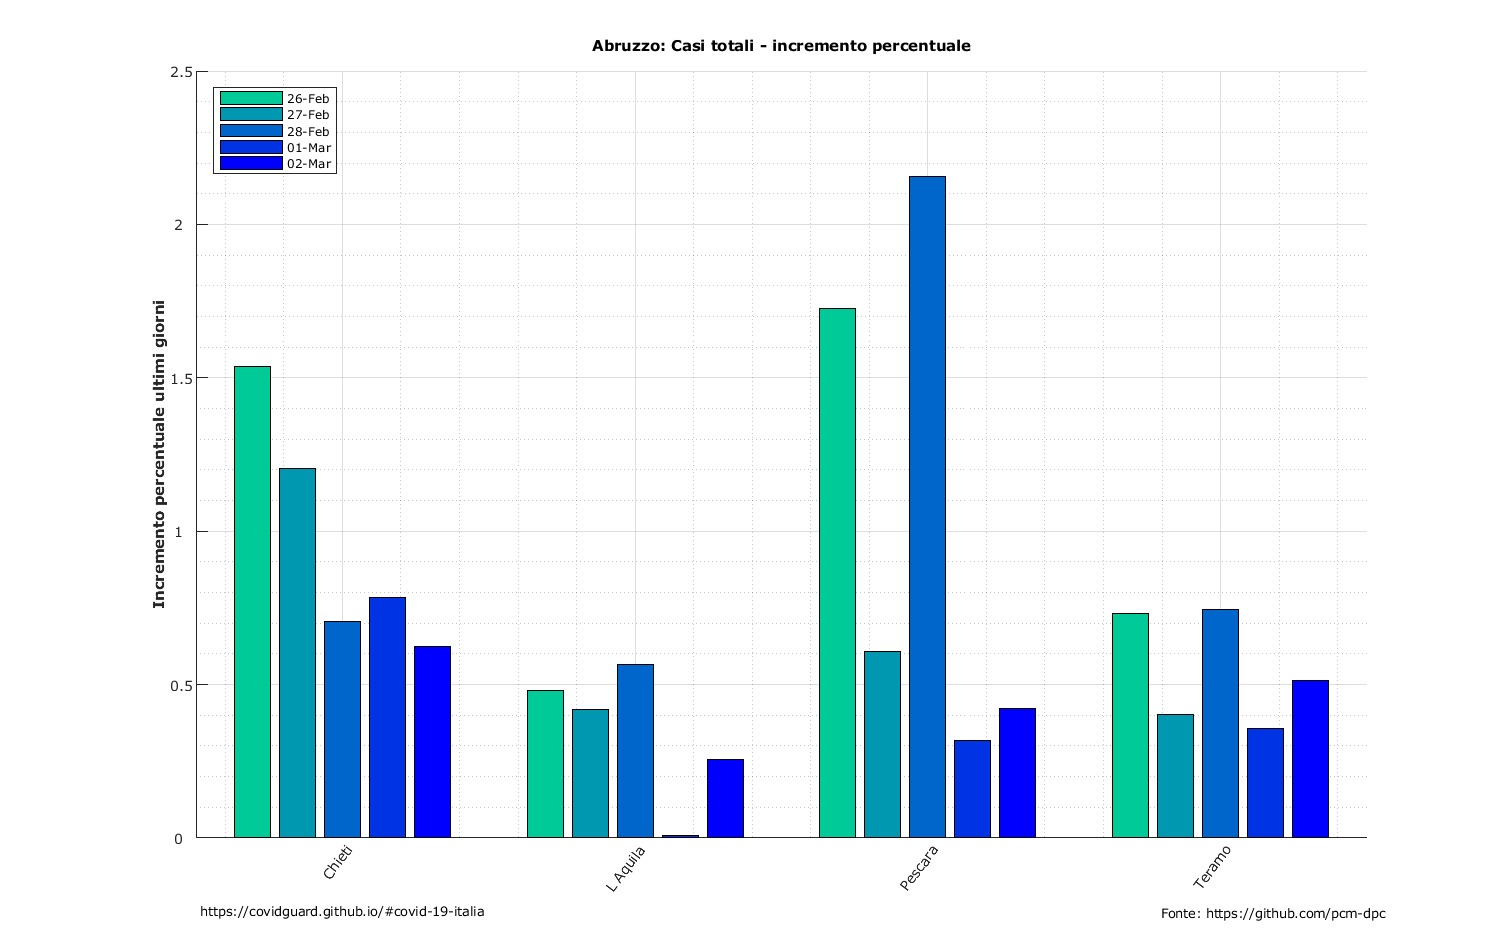 Abruzzo: Casi totali - incremento percentuale
2.5
26-Feb
27-Feb
28-Feb
01-Mar
02-Mar
2
1.5
1
0.5
0
Incremento percentuale ultimi giorni
Chieti
L Aquila
Pescara
Teramo
https://covidguard.github.io/#covid-19-italia
Fonte: https://github.com/pcm-dpc